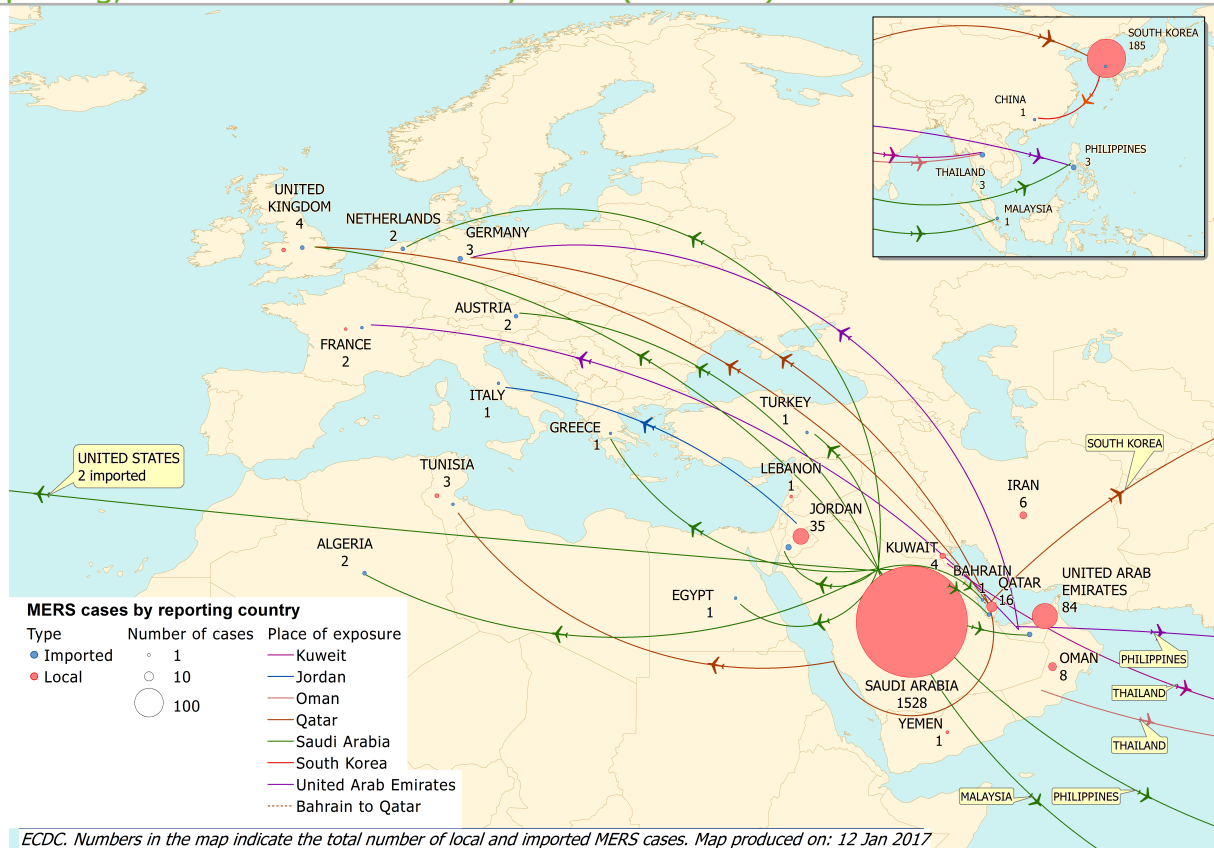 SOUTH KOREA
185
CHINA
1
PHILIPPINES
3
THAILAND
3
MALAYSIA
1
UNITED
KINGDOM
4
NETHERLANDS
2
GERMANY
3
AUSTRIA
2
FRANCE
2
ITALY
1
GREECE
1
TURKEY
1
UNITED STATES
2 imported
TUNISIA
3
LEBANON
1
SOUTH KOREA
IRAN
6
JORDAN
35
ALGERIA
2
KUWAIT
4
BAHRAIN
1
QATAR
16
UNITED ARAB
EMIRATES
84
EGYPT
1
PHILIPPINES
OMAN
8
SAUDI ARABIA
1528
THAILAND
YEMEN
1
THAILAND
MALAYSIA
PHILIPPINES
MERS cases by reporting country
Type
Imported
Local
Number of cases
1
10
100
Place of exposure
Kuweit
Jordan
Oman
Qatar
Saudi Arabia
South Korea
United Arab Emirates
Bahrain to Qatar
ECDC. Numbers in the map indicate the total number of local and imported MERS cases. Map produced on: 12 Jan 2017